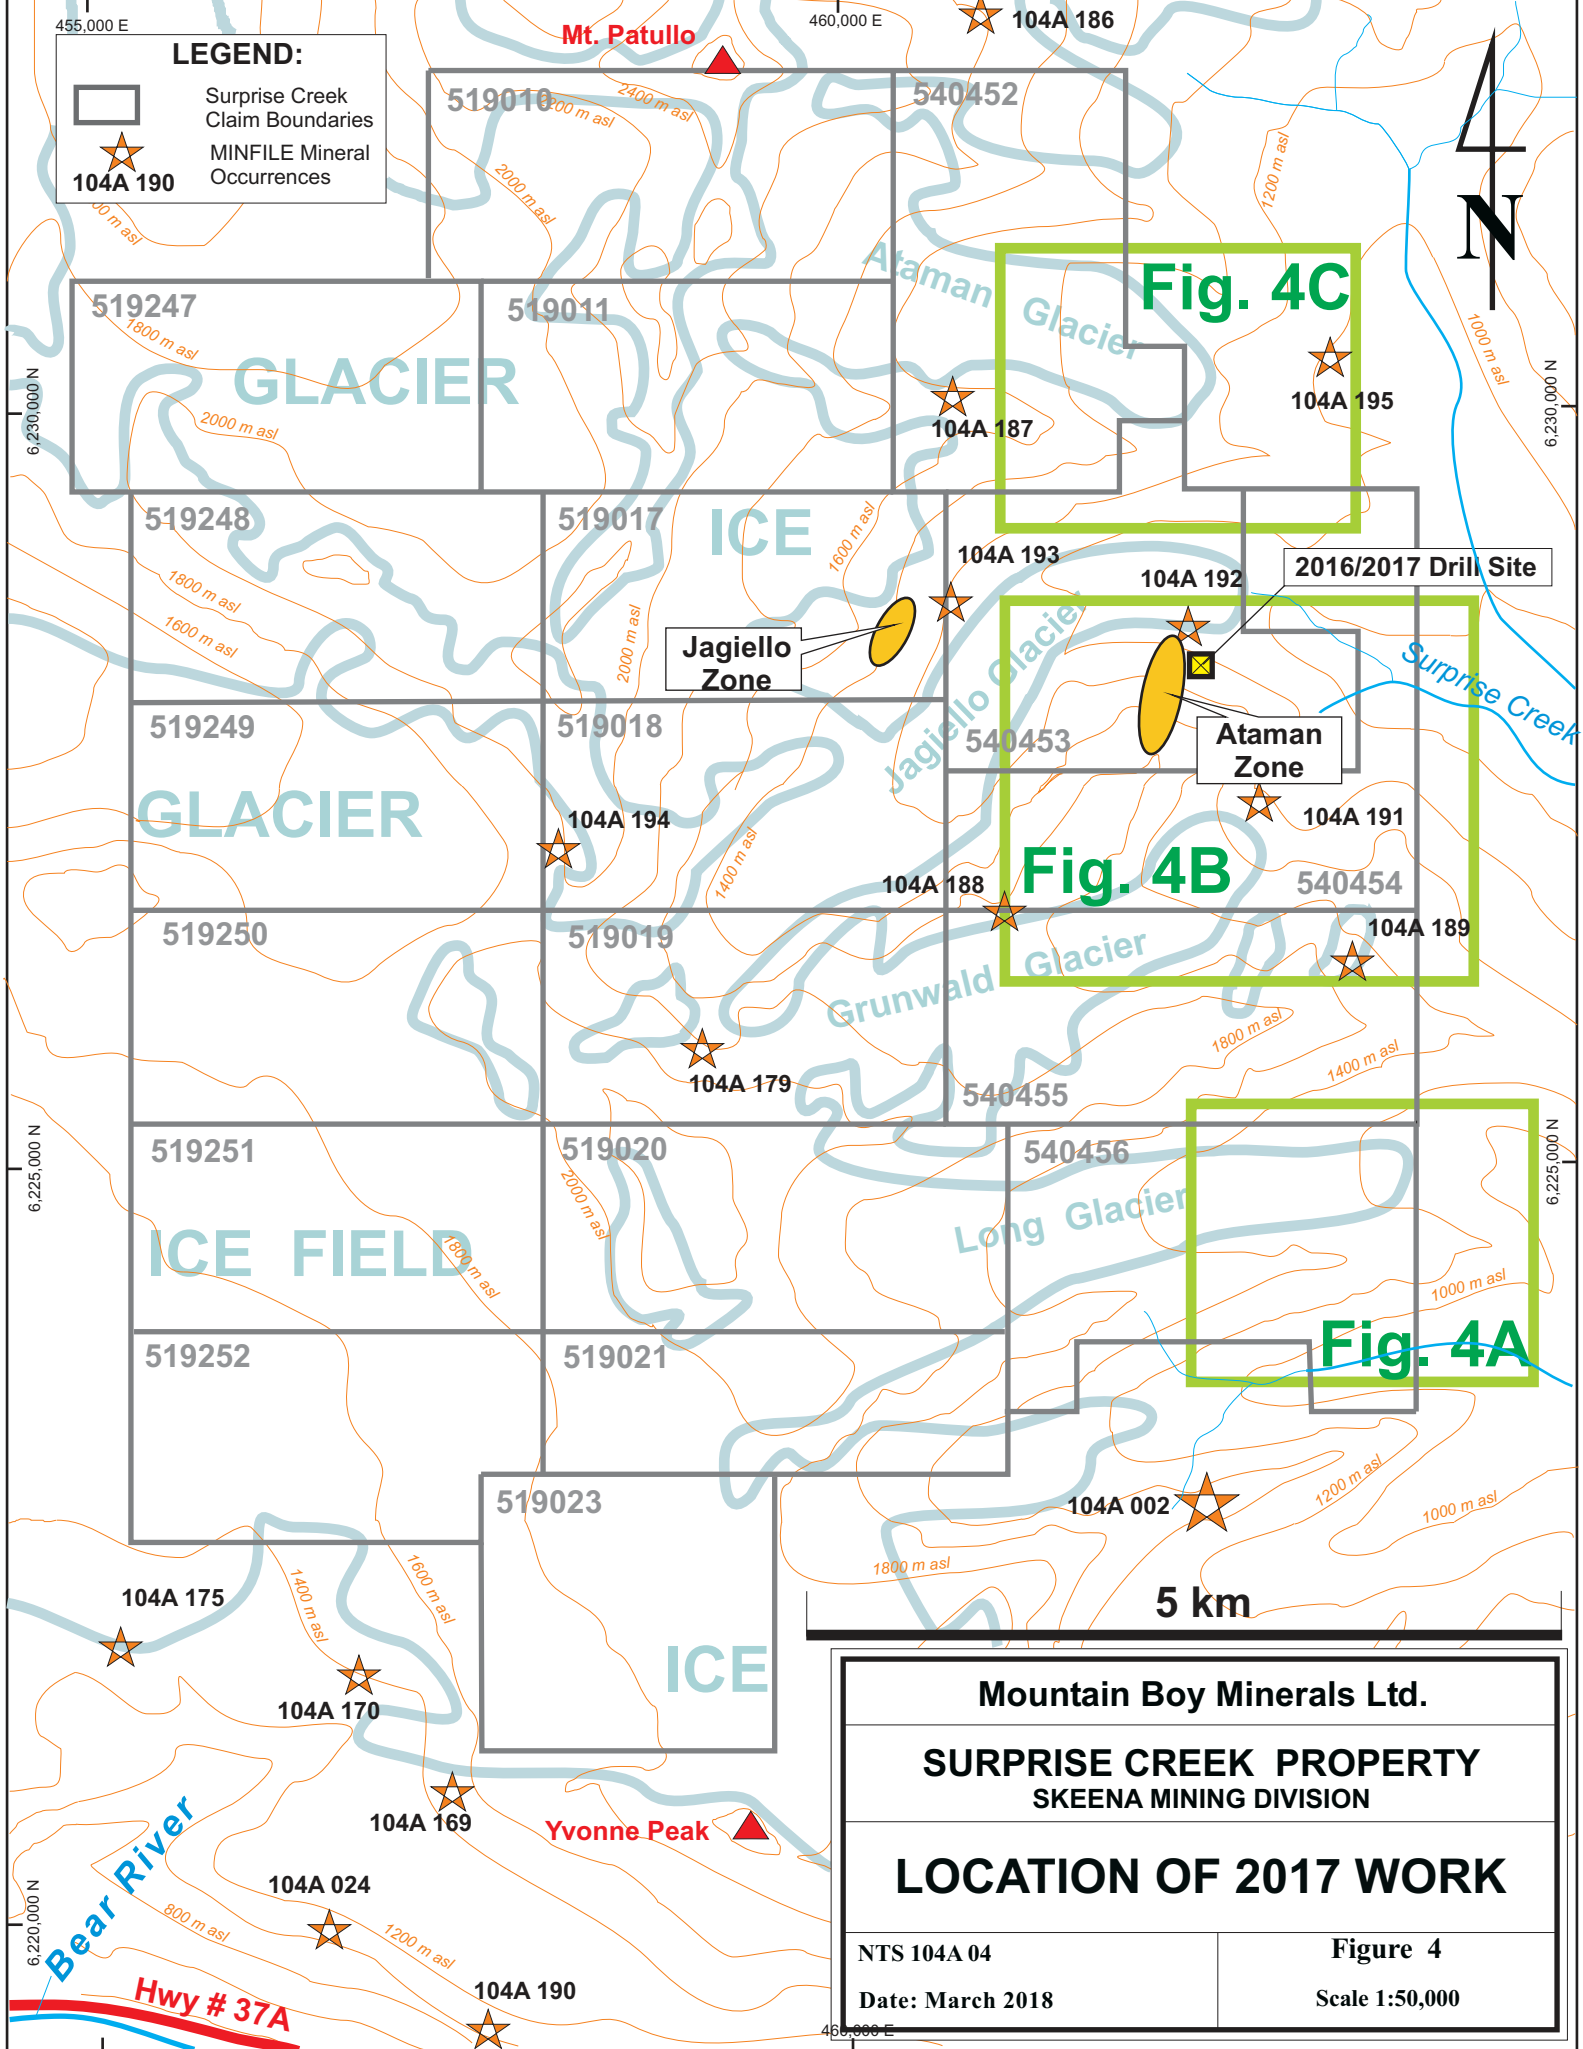 455,000 E
460,000 E
104A 186
Mt. Patullo
LEGEND:
Surprise Creek
Claim Boundaries
MINFILE Mineral
Occurrences
104A 190
519010
540452
2400 m asl
2000 m asl
1200 m asl
N
Ataman Glacier
Fig. 4C
519247
519011
1800 m asl
GLACIER
1000 m asl
104A 195
6,230,000 N
6,230,000 N
2000 m asl
104A 187
519248
519017
ICE
1600 m asl
104A 193
104A 192
2016/2017 Drill Site
1800 m asl
1600 m asl
2000 m asl
Jagiello
Zone
Jagiello Glacier
Surprise Creek
519249
519018
540453
Ataman
Zone
GLACIER
104A 194
104A 191
1400 m asl
Fig. 4B
104A 188
540454
519250
519019
104A 189
Grunwald Glacier
1800 m asl
1400 m asl
104A 179
540455
519251
519020
540456
6,225,000 N
6,225,000 N
2000 m asl
Long Glacier
ICE FIELD
1800 m asl
1000 m asl
Fig. 4A
519252
519021
519023
104A 002
1200 m asl
1000 m asl
1800 m asl
1600 m asl
1400 m asl
104A 175
5 km
ICE
104A 170
104A 169
Yvonne Peak
Bear River
104A 024
800 m asl
1200 m asl
6,220,000 N
Hwy # 37A
104A 190
Mountain Boy Minerals Ltd.
SURPRISE CREEK PROPERTY
SKEENA MINING DIVISION
LOCATION OF 2017 WORK
NTS 104A 04
Figure 4
Date: March 2018
Scale 1:50,000